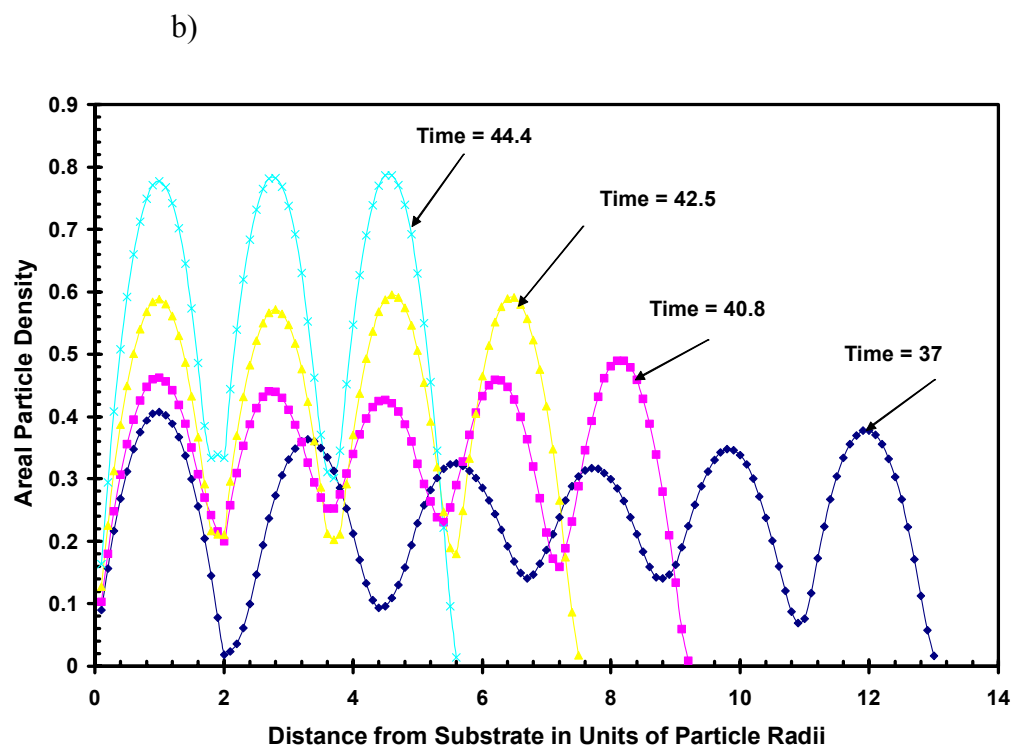 b)
0.9
0.8
0.7
0.6
0.5
0.4
0.3
0.2
0.1
0
Areal Particle Density
Time = 44.4
Time = 42.5
Time = 40.8
Time = 37
0 2 4 6 8 10 12 14
Distance from Substrate in Units of Particle Radii